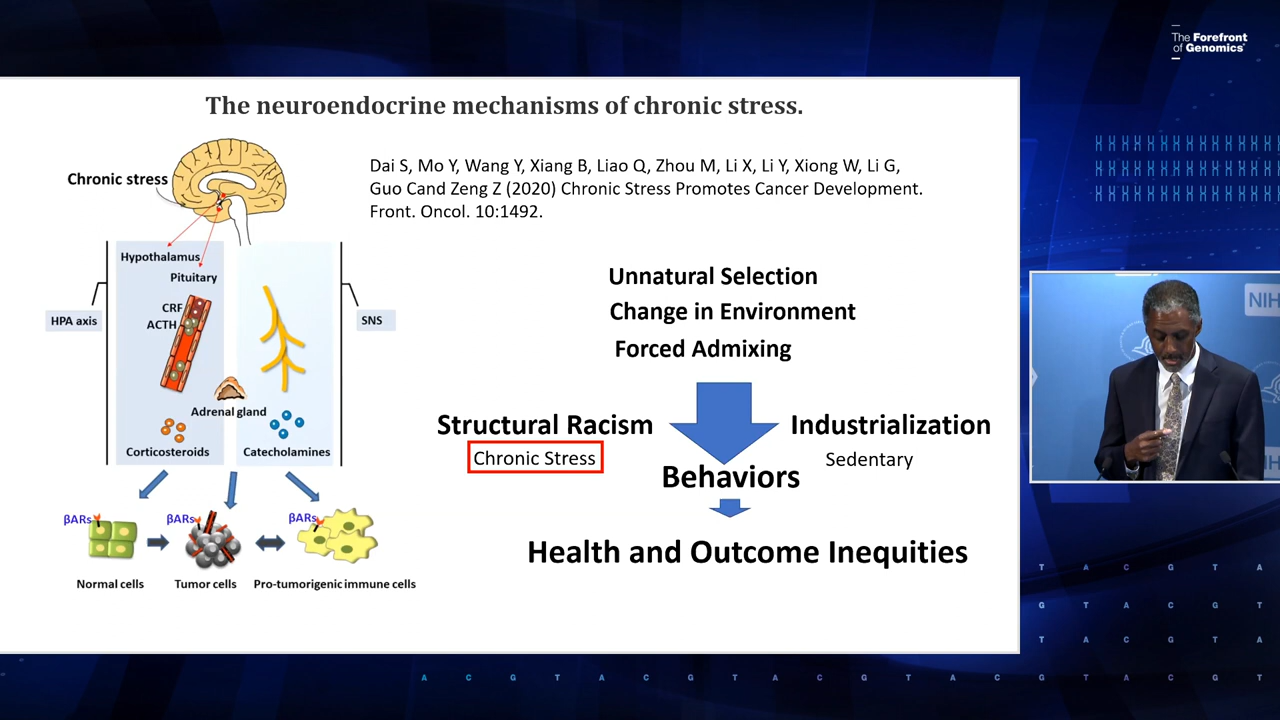 The Forefront
of Genomics
The neuroendocrine mechanisms of chronic stress.
Chronic stress
Dai S, Mo Y, Wang Y, Xiang B, Liao Q, Zhou M, Li X, Li Y, Xiong W, Li G,
Guo Cand Zeng Z (2020) Chronic Stress Promotes Cancer Development.
Front. Oncol. 10:1492.
Hypothalamus
Pituitary
CRF
ACTH
HPA axis
SNS
Adrenal gland
Corticosteroids
Catecholamines
βARs
βARs
βARs
Normal cells
Tumor cells
Pro-tumorigenic immune cells
Unnatural Selection
Change in Environment
Forced Admixing
Structural Racism
Chronic Stress
Industrialization
Sedentary
Behaviors
Health and Outcome Inequities
NIH
NIH
T A C G T A
G T A C G T
T A C G T A
A C G T A C G T A C G T A C G T A C G T